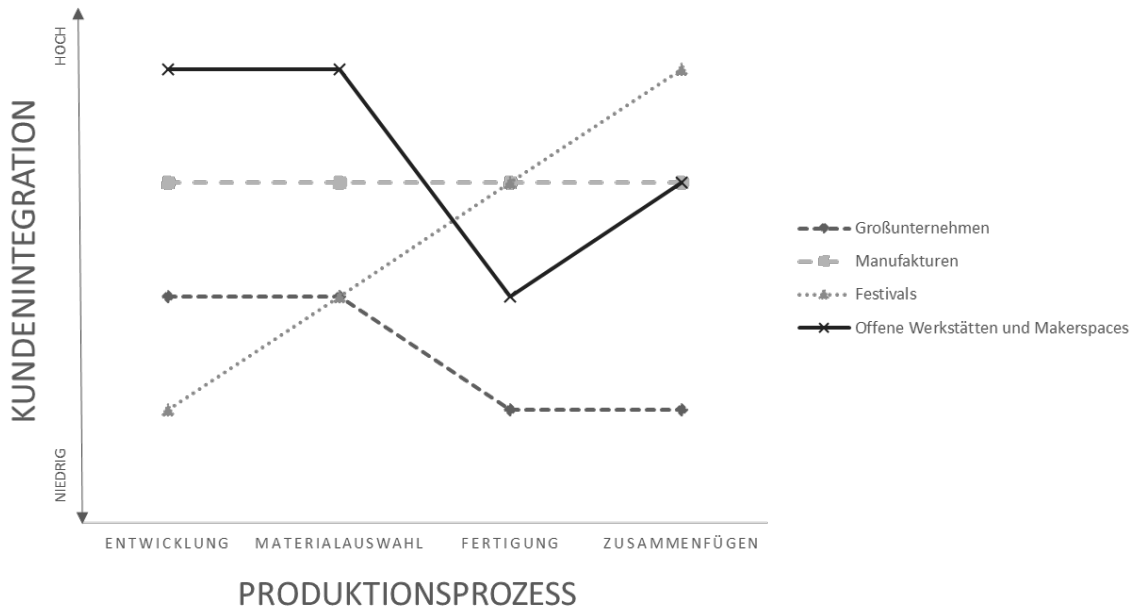 HOCH
KUNDENINTEGRATION
NIEDRIG
Großunternehmen
Manufakturen
Festivals
Offene Werkstätten und Makerspaces
ENTWICKLUNG MATERIALAUSWAHL FERTIGUNG ZUSAMMENFÜGEN
PRODUKTIONSPROZESS